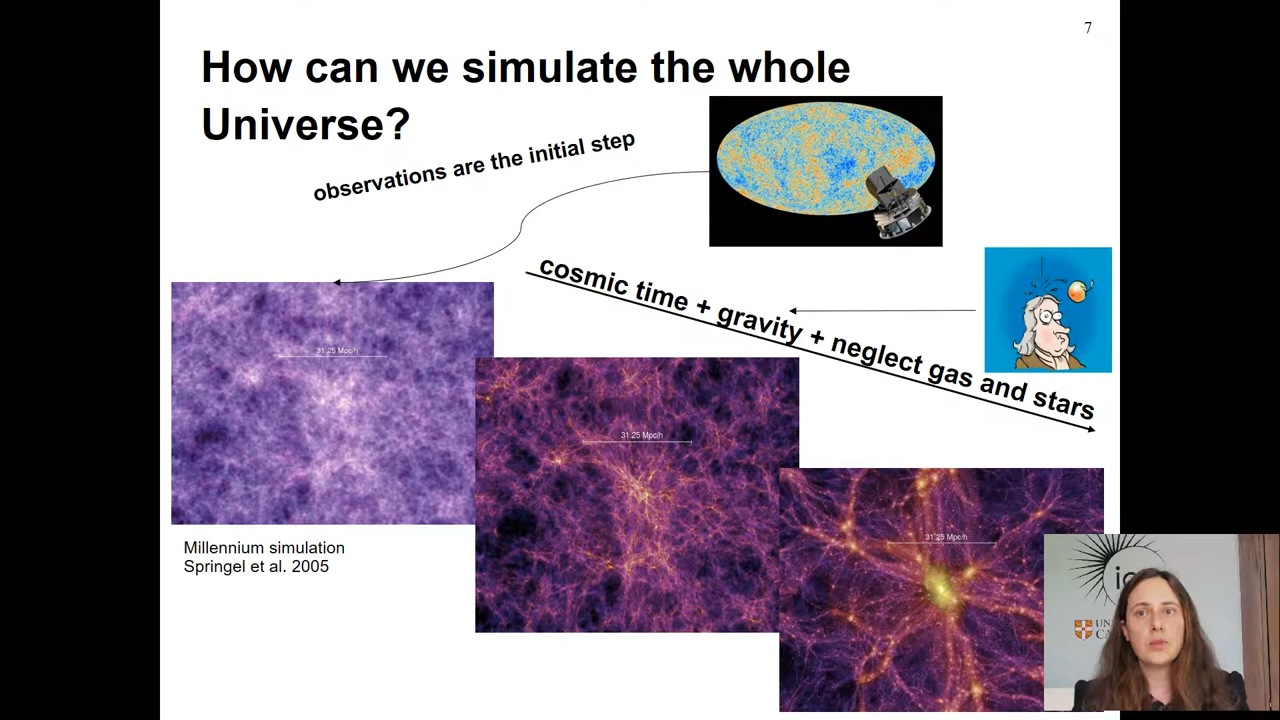 7
How can we simulate the whole
Universe?
observations are the initial step
cosmic time + gravity + neglect gas and stars
31.25 Mpc/h
31.25 Mpc/h
31.25 Mpc/h
Millennium simulation
Springel et al. 2005